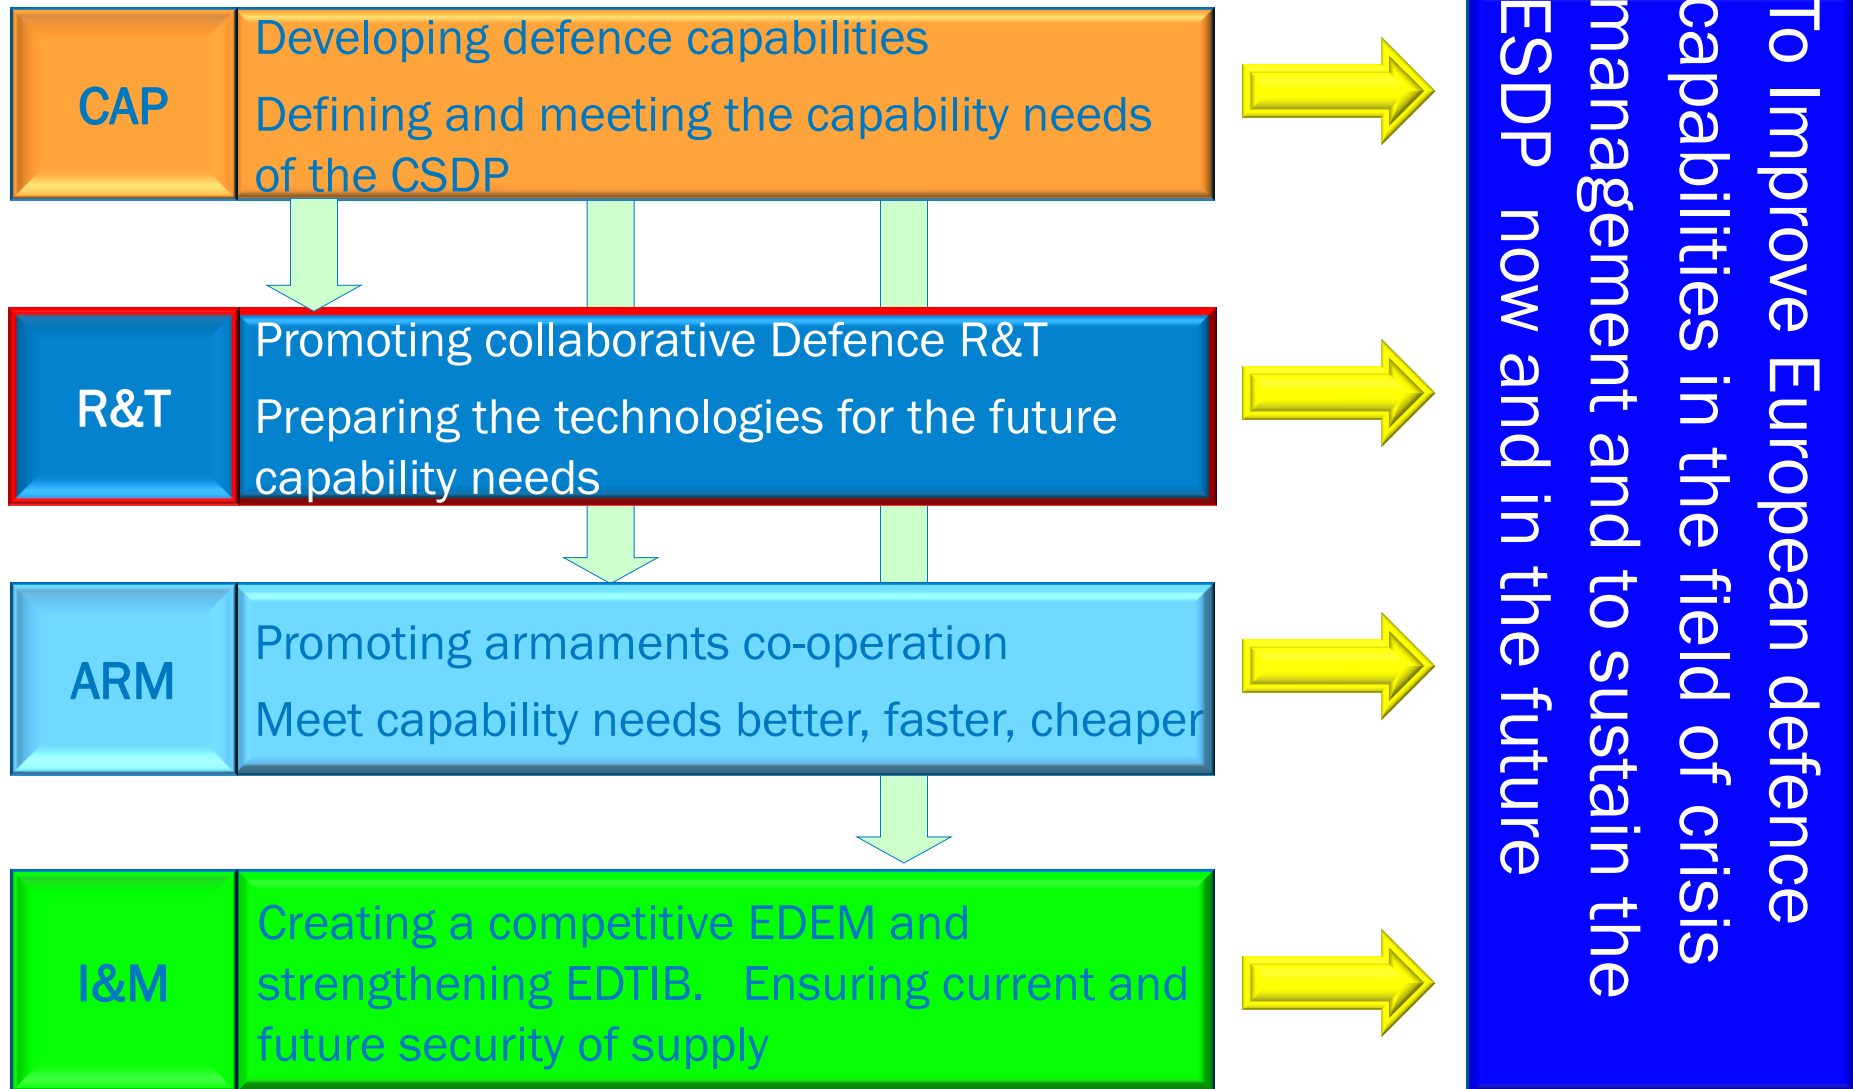 CAP
Developing defence capabilities
Defining and meeting the capability needs
of the CSDP
R&T
Promoting collaborative Defence R&T
Preparing the technologies for the future
capability needs
ARM
Promoting armaments co-operation
Meet capability needs better, faster, cheaper
I&M
Creating a competitive EDEM and
strengthening EDTIB.   Ensuring current and
future security of supply
To Improve European defence
capabilities in the field of crisis
management and to sustain the
ESDP  now and in the future